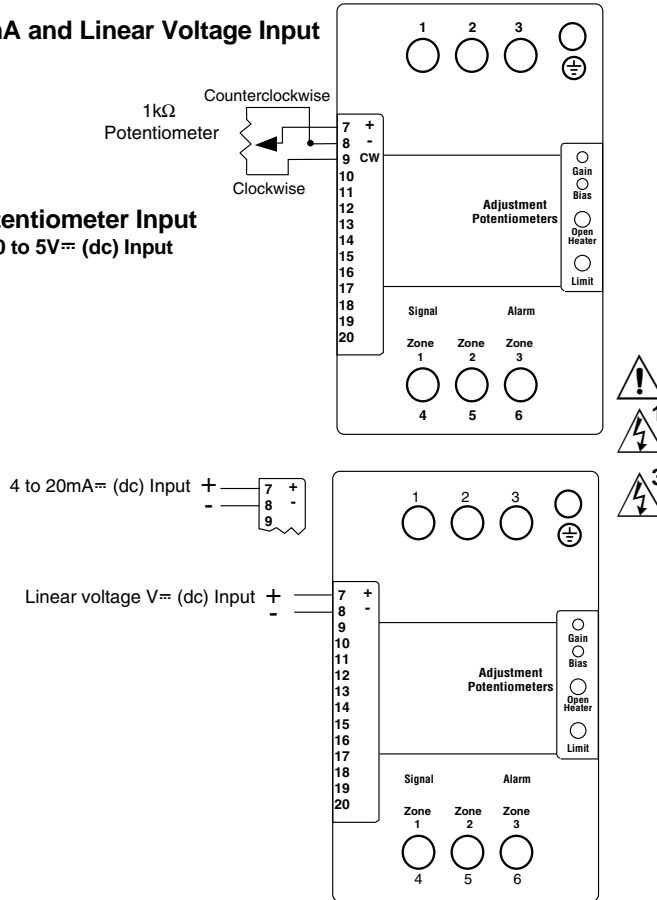 mA and Linear Voltage Input
1 2 3
Counterclockwise
1kΩ
Potentiometer
Clockwise
7 +
8 -
9 CW
10
11
12
13
14
15
16
17
18
19
20
Adjustment
Potentiometers
Gain
Bias
Open
Heater
Limit
tentiometer Input
0 to 5V⎓ (dc) Input
Signal Alarm
Zone Zone Zone
1 2 3
4 5 6
1
3
4 to 20mA⎓ (dc) Input + -
7 +
8 -
9
1 2 3
Linear voltage V⎓ (dc) Input + -
7 +
8 -
9
10
11
12
13
14
15
16
17
18
19
20
Adjustment
Potentiometers
Gain
Bias
Open
Heater
Limit
Signal Alarm
Zone Zone Zone
1 2 3
4 5 6